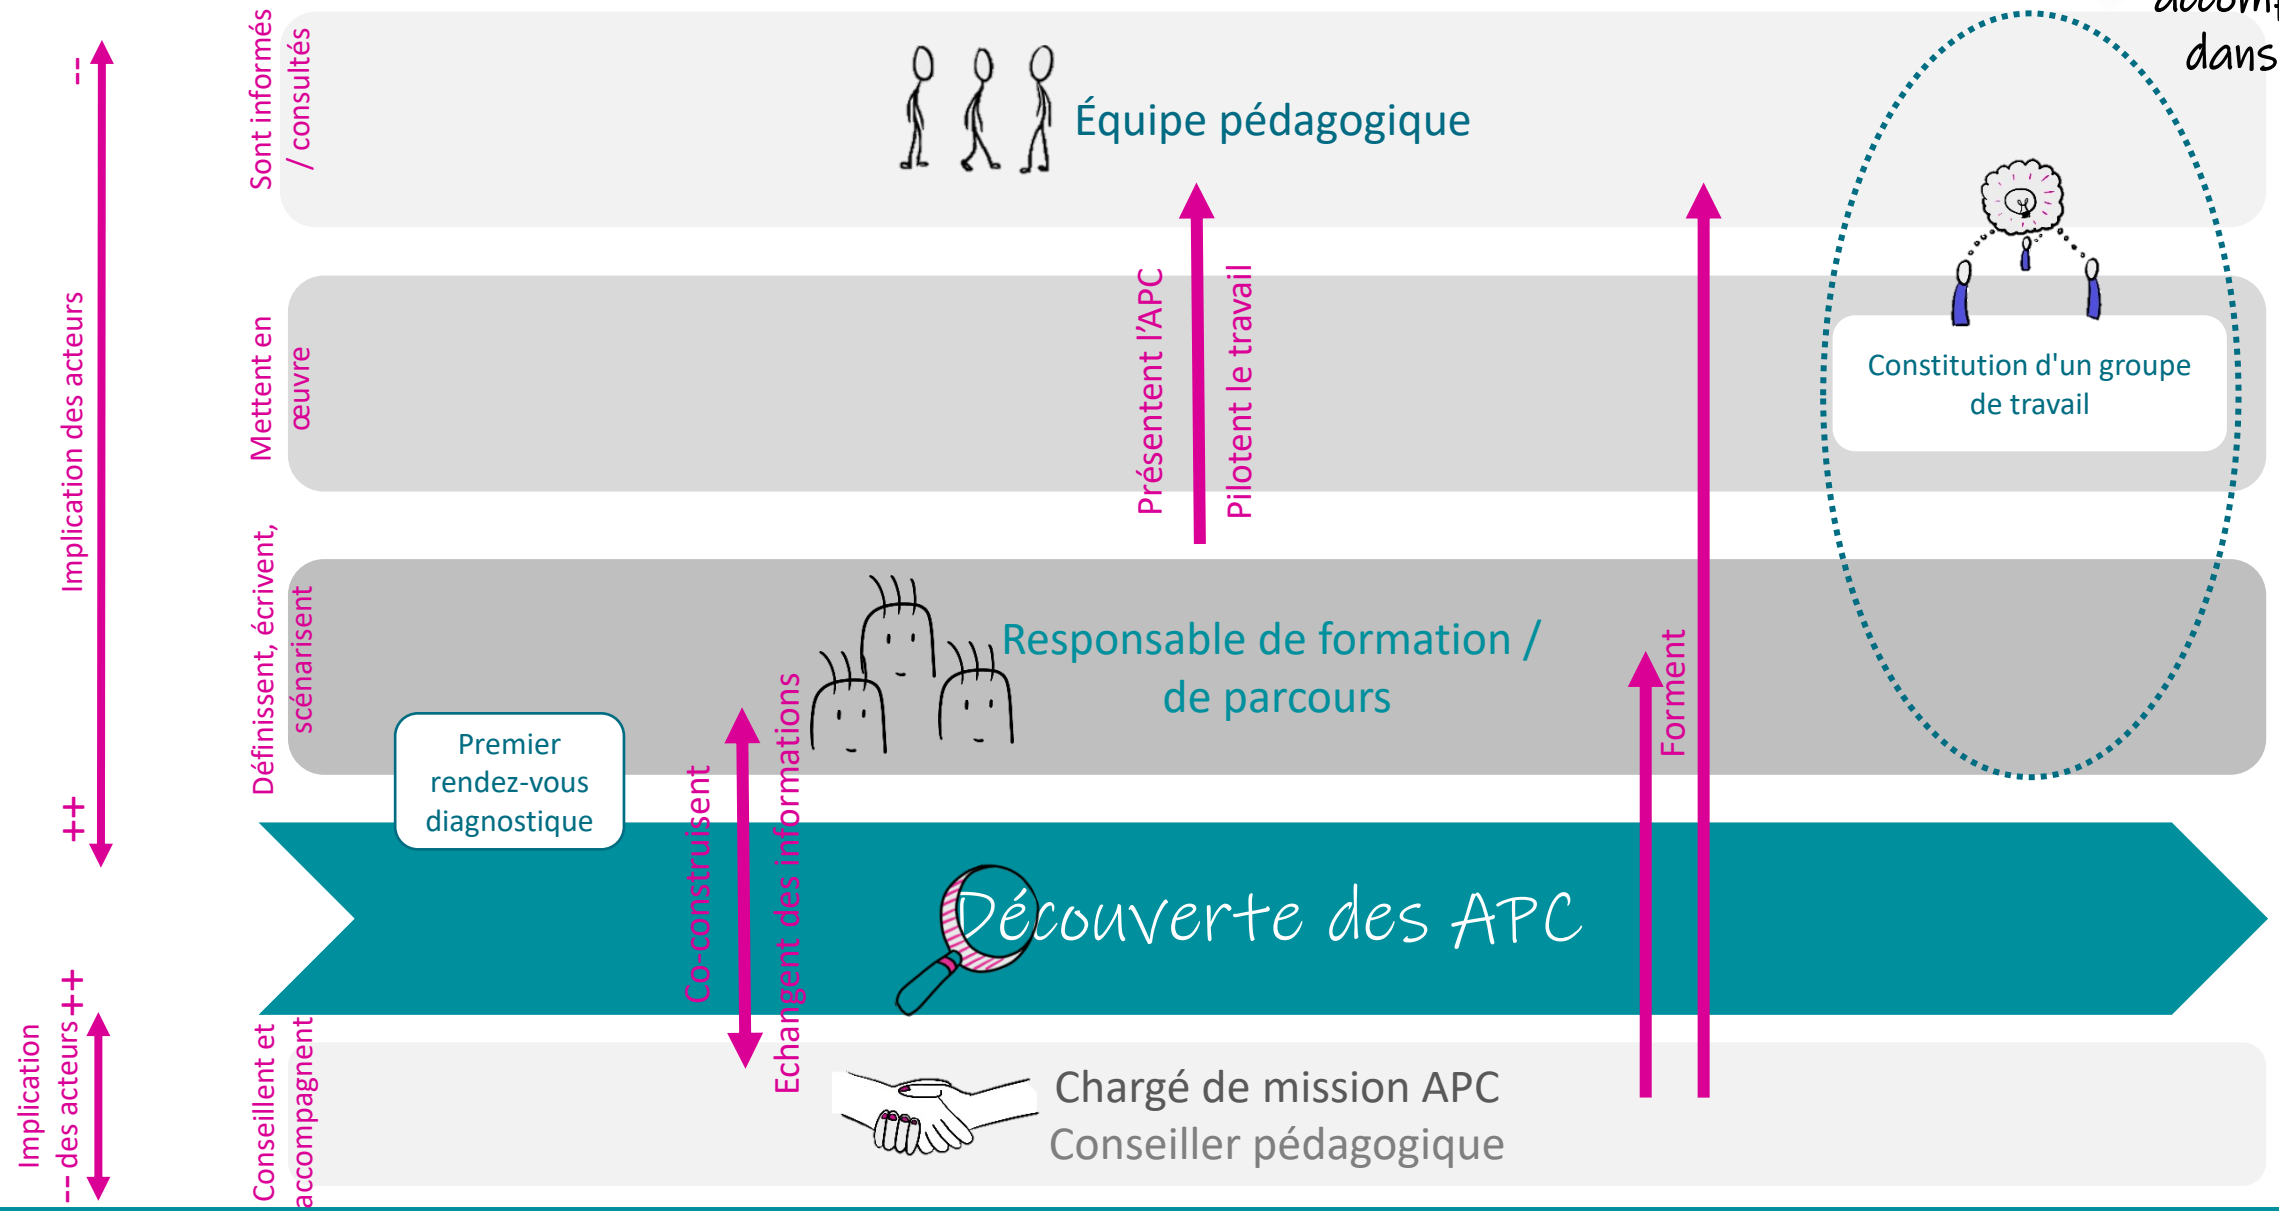 dans
Sont informés
/ consultés
Équipe pédagogique
--
Implication des acteurs
++
Mettent en
œuvre
Présentent l'APC
Pilotent le travail
Constitution d'un groupe
de travail
Définissent, écrivent,
scénarisent
Responsable de formation /
de parcours
Forment
Premier
rendez-vous
diagnostique
Co-construisent
Echangent des informations
Découverte des APC
Implication
-- des acteurs ++
Conseillent et
accompagnent
Chargé de mission APC
Conseiller pédagogique